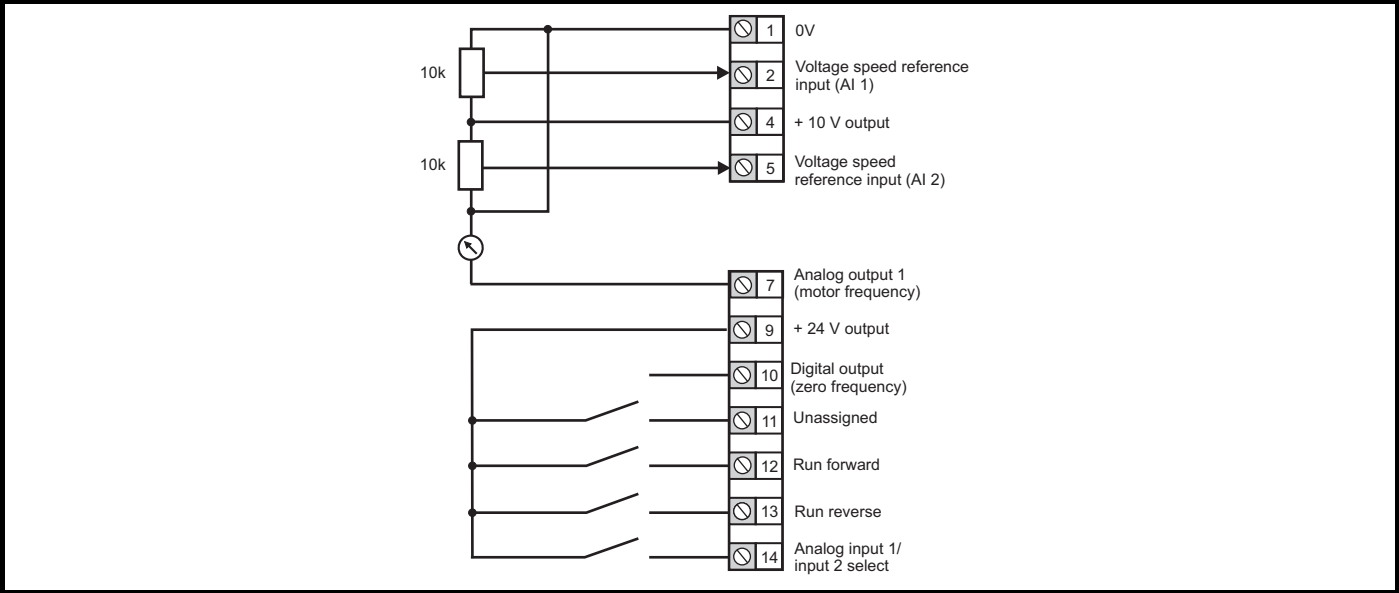 1 0V
10k
2 Voltage speed reference
input (AI 1)
4 + 10 V output
10k
5 Voltage speed
reference input (AI 2)
7 Analog output 1
(motor frequency)
9 + 24 V output
10 Digital output
(zero frequency)
11 Unassigned
12 Run forward
13 Run reverse
14 Analog input 1/
input 2 select